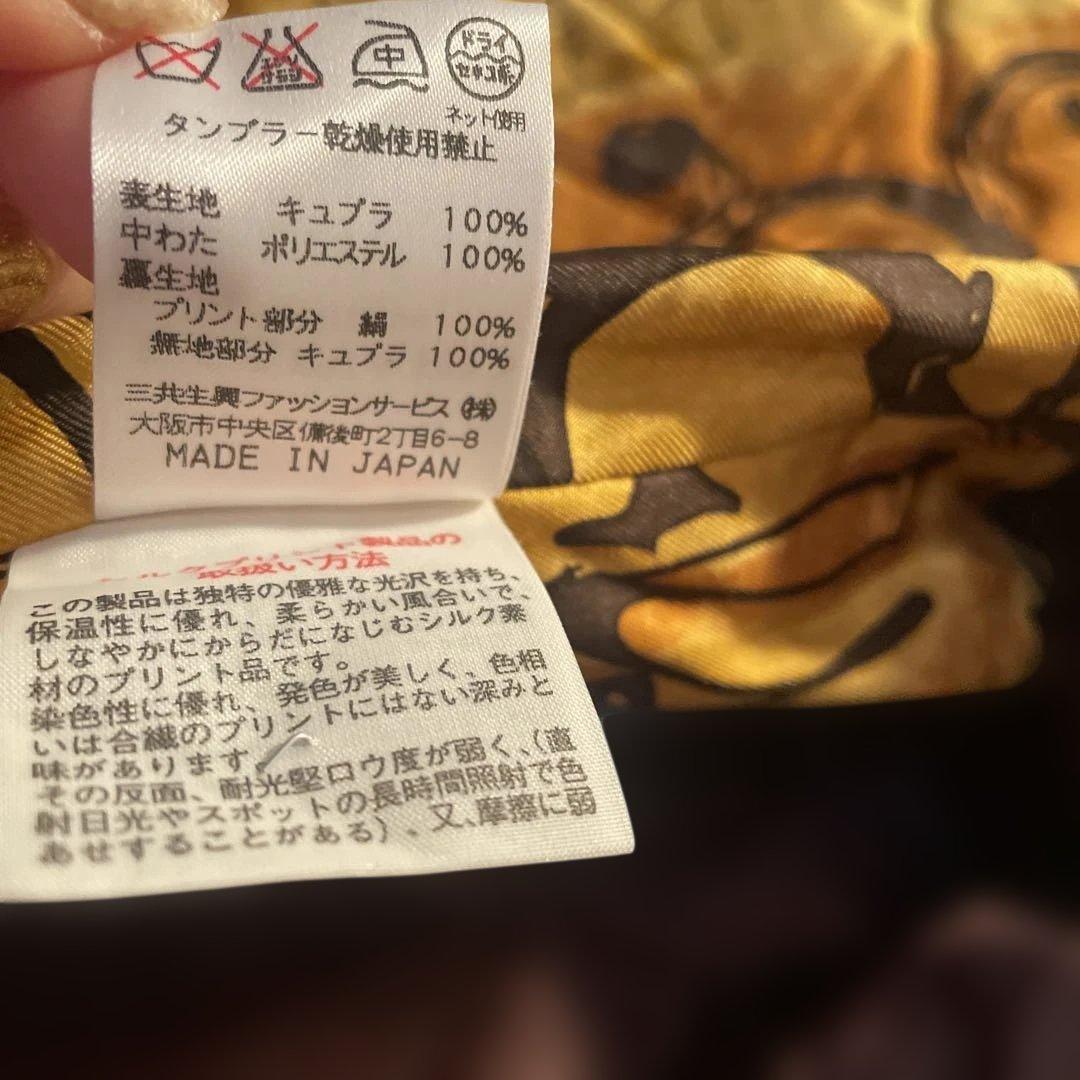 中
ドライ
セキユ系
ネット使用
タンブラー乾燥使用禁止
表生地 キュプラ 100%
中わた ポリエステル 100%
裏生地
プリント部分 絹 100%
無地部分 キュプラ 100%
三共生興ファッションサービス㈱
大阪市中央区備後町2丁目6-8
MADE IN JAPAN
シルクプリント製品の
取扱い方法
この製品は独特の優雅な光沢を持ち、
保温性に優れ、柔らかい風合いで、
しなやかにからだになじむシルク素
材のプリント品です。
染色性に優れ、発色が美しく、色相
いは合繊のプリントにはない深みと
味があります。
その反面、耐光堅ロウ度が弱く、(直
射日光やスポットの長時間照射で色
あせすることがある)、又、摩擦に弱